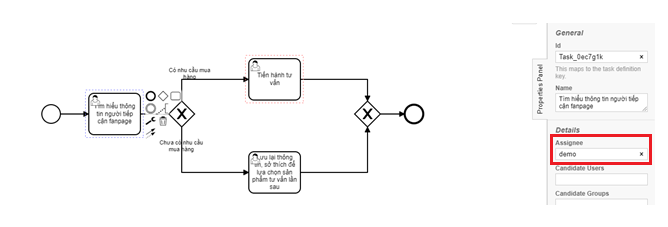 Có nhu cầu mua
hàng
Tìm hiểu thông
tin người tiếp
cận fanpage
Tiến hành tư
vấn
Chưa có nhu cầu
mua hàng
Lưu lại thông
tin, sở thích để
lựa chọn sản
phẩm tư vấn lần
sau
Properties Panel
General
Id
Task_0ec7g1k
This maps to the task definition
key.
Name
Tìm hiểu thông tin người tiếp
cận fanpage
Details
Assignee
demo
Candidate Users
Candidate Groups